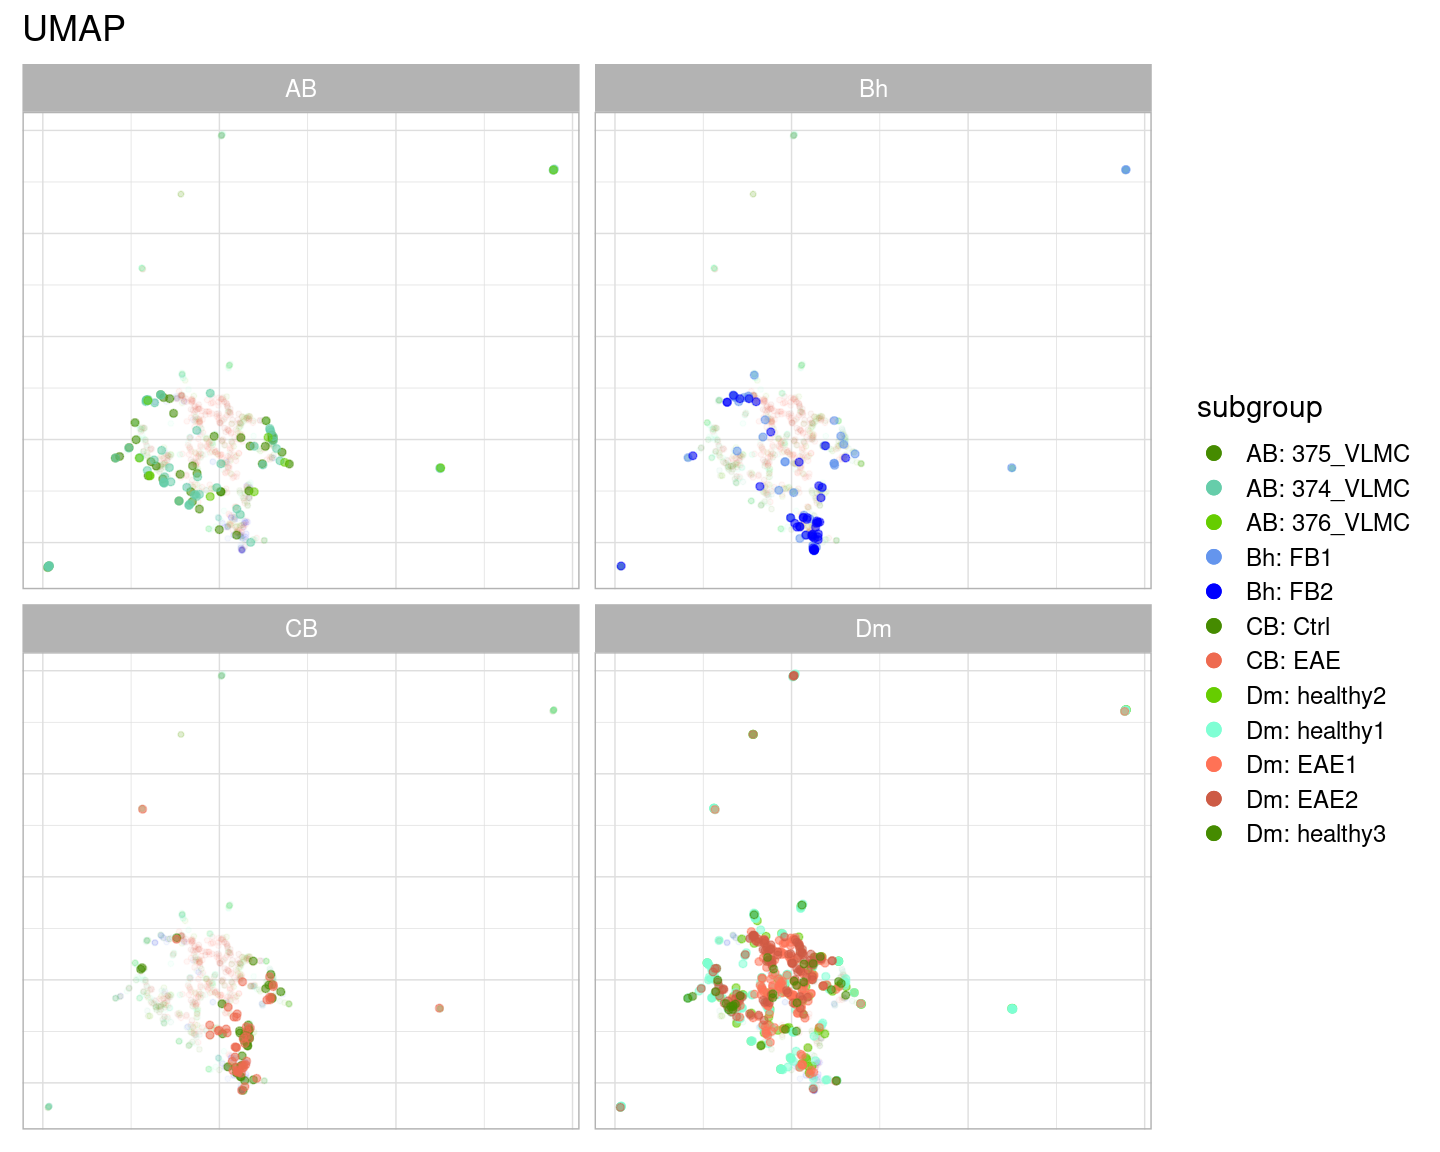 UMAP
AB
Bh
CB
Dm
subgroup
AB: 375_VLMC
AB: 374_VLMC
AB: 376_VLMC
Bh: FB1
Bh: FB2
CB: Ctrl
CB: EAE
Dm: healthy2
Dm: healthy1
Dm: EAE1
Dm: EAE2
Dm: healthy3